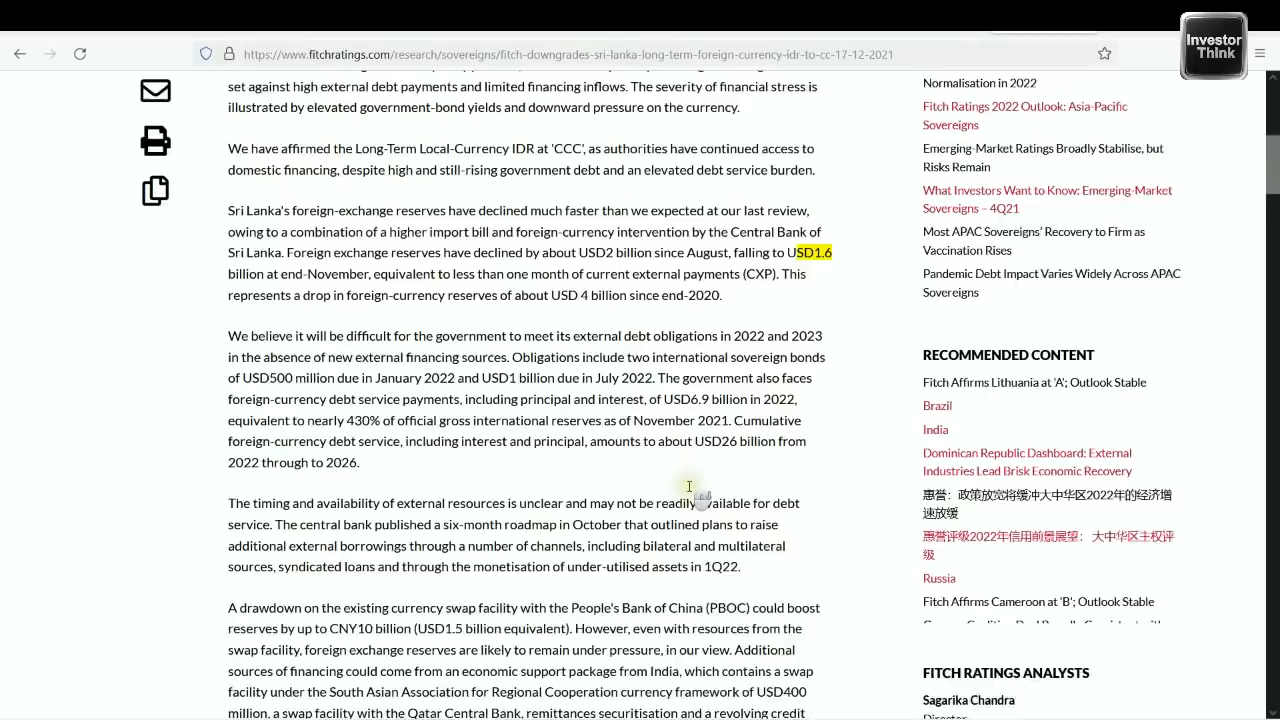 https://www.fitchratings.com/research/sovereigns/fitch-downgrades-sri-lanka-long-term-foreign-currency-idr-to-cc-17-12-2021
Investor
Think
set against high external debt payments and limited financing inflows. The severity of financial stress is
illustrated by elevated government-bond yields and downward pressure on the currency.
We have affirmed the Long-Term Local-Currency IDR at 'CCC', as authorities have continued access to
domestic financing, despite high and still-rising government debt and an elevated debt service burden.
Sri Lanka's foreign-exchange reserves have declined much faster than we expected at our last review,
owing to a combination of a higher import bill and foreign-currency intervention by the Central Bank of
Sri Lanka. Foreign exchange reserves have declined by about USD2 billion since August, falling to USD1.6
billion at end-November, equivalent to less than one month of current external payments (CXP). This
represents a drop in foreign-currency reserves of about USD 4 billion since end-2020.
We believe it will be difficult for the government to meet its external debt obligations in 2022 and 2023
in the absence of new external financing sources. Obligations include two international sovereign bonds
of USD500 million due in January 2022 and USD1 billion due in July 2022. The government also faces
foreign-currency debt service payments, including principal and interest, of USD6.9 billion in 2022,
equivalent to nearly 430% of official gross international reserves as of November 2021. Cumulative
foreign-currency debt service, including interest and principal, amounts to about USD26 billion from
2022 through to 2026.
The timing and availability of external resources is unclear and may not be readily available for debt
service. The central bank published a six-month roadmap in October that outlined plans to raise
additional external borrowings through a number of channels, including bilateral and multilateral
sources, syndicated loans and through the monetisation of under-utilised assets in 1Q22.
A drawdown on the existing currency swap facility with the People's Bank of China (PBOC) could boost
reserves by up to CNY10 billion (USD1.5 billion equivalent). However, even with resources from the
swap facility, foreign exchange reserves are likely to remain under pressure, in our view. Additional
sources of financing could come from an economic support package from India, which contains a swap
facility under the South Asian Association for Regional Cooperation currency framework of USD400
million, a swap facility with the Qatar Central Bank, remittances securitisation and a revolving credit
Normalisation in 2022
Fitch Ratings 2022 Outlook: Asia-Pacific
Sovereigns
Emerging-Market Ratings Broadly Stabilise, but
Risks Remain
What Investors Want to Know: Emerging-Market
Sovereigns – 4Q21
Most APAC Sovereigns' Recovery to Firm as
Vaccination Rises
Pandemic Debt Impact Varies Widely Across APAC
Sovereigns
RECOMMENDED CONTENT
Fitch Affirms Lithuania at 'A'; Outlook Stable
Brazil
India
Dominican Republic Dashboard: External
Industries Lead Brisk Economic Recovery
惠誉：政策放宽将缓冲大中华区2022年的经济增
速放缓
惠誉评级2022年信用前景展望： 大中华区主权评
级
Russia
Fitch Affirms Cameroon at 'B'; Outlook Stable
FITCH RATINGS ANALYSTS
Sagarika Chandra